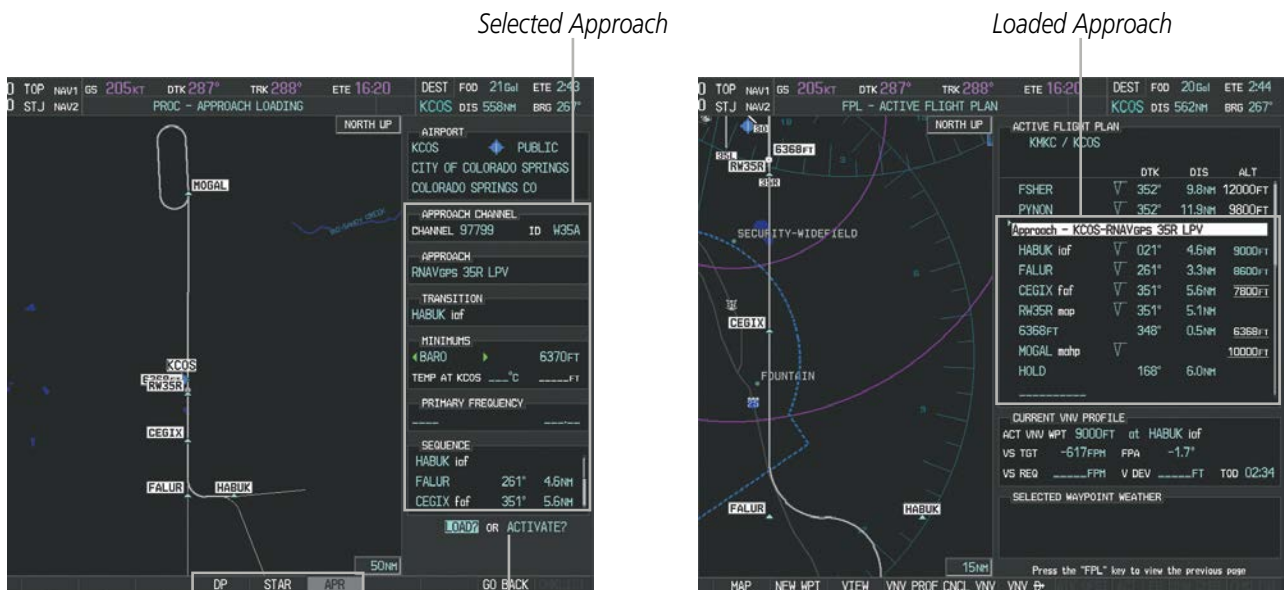 Selected Approach
Loaded Approach
TOP NAV1 GS 205KT DTK 287° TRK 288° ETE 16:20 DEST FOD 21Gal ETE 2:43
STJ NAV2 PROC - APPROACH LOADING KCOS DIS 558NM BRG 267°
NORTH UP
MOGAL
KCOS
RW35R
CEGIX
FALUR HABUK
50NM
AIRPORT
KCOS PUBLIC
CITY OF COLORADO SPRINGS
COLORADO SPRINGS CO
APPROACH CHANNEL
CHANNEL 97799 ID W35A
APPROACH
RNAVGPS 35R LPV
TRANSITION
HABUK iaf
MINIMUMS
BARO 6370FT
TEMP AT KCOS ___°C _____FT
PRIMARY FREQUENCY
____ ___.__
SEQUENCE
HABUK iaf
FALUR 261° 4.6NM
CEGIX faf 351° 5.6NM
LOAD? OR ACTIVATE?
DP STAR APR GO BACK
TOP NAV1 GS 205KT DTK 287° TRK 288° ETE 16:20 DEST FOD 20Gal ETE 2:44
STJ NAV2 FPL - ACTIVE FLIGHT PLAN KCOS DIS 562NM BRG 267°
NORTH UP
6368FT
35L
RW35R
35R
SECURITY-WIDEFIELD
CEGIX
FOUNTAIN
25
FALUR HABUK
15NM
ACTIVE FLIGHT PLAN
KMKC / KCOS
DTK DIS ALT
FSHER 352° 9.8NM 12000FT
PYNON 352° 11.9NM 9800FT
Approach - KCOS-RNAVGPS 35R LPV
HABUK iaf 021° 4.6NM 9000FT
FALUR 261° 3.3NM 8600FT
CEGIX faf 351° 5.6NM 7800FT
RW35R map 351° 5.1NM
6368FT 348° 0.5NM 6368FT
MOGAL mahp 10000FT
HOLD 168° 6.0NM
__________
CURRENT VNV PROFILE
ACT VNV WPT 9000FT at HABUK iaf
VS TGT -617FPM FPA -1.7°
VS REQ _____FPM V DEV _____FT TOD 02:34
SELECTED WAYPOINT WEATHER
Press the "FPL" key to view the previous page
MAP NEW WPT VIEW VNV PROF CNCL VNV VNV D